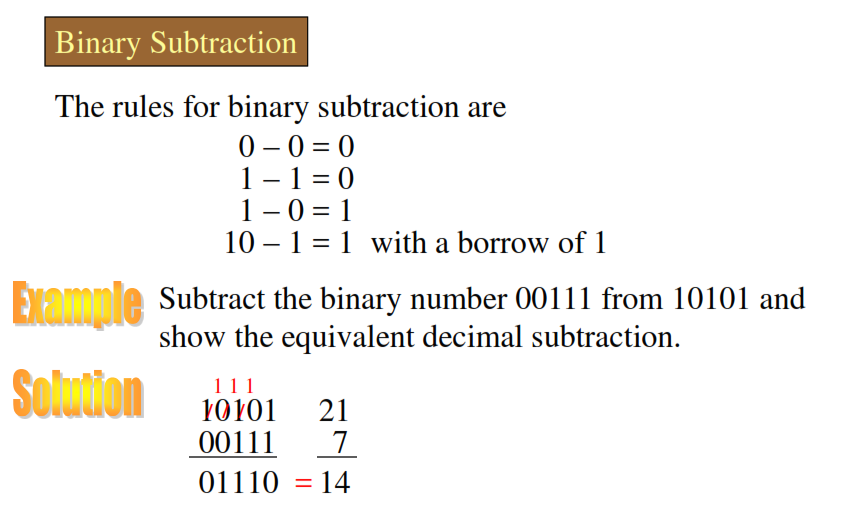 Binary Subtraction
The rules for binary subtraction are
0 – 0 = 0
1 – 1 = 0
1 – 0 = 1
10 – 1 = 1 with a borrow of 1
Example Subtract the binary number 00111 from 10101 and
show the equivalent decimal subtraction.
Solution
1 1 1
10101 21
00111 7
01110 = 14